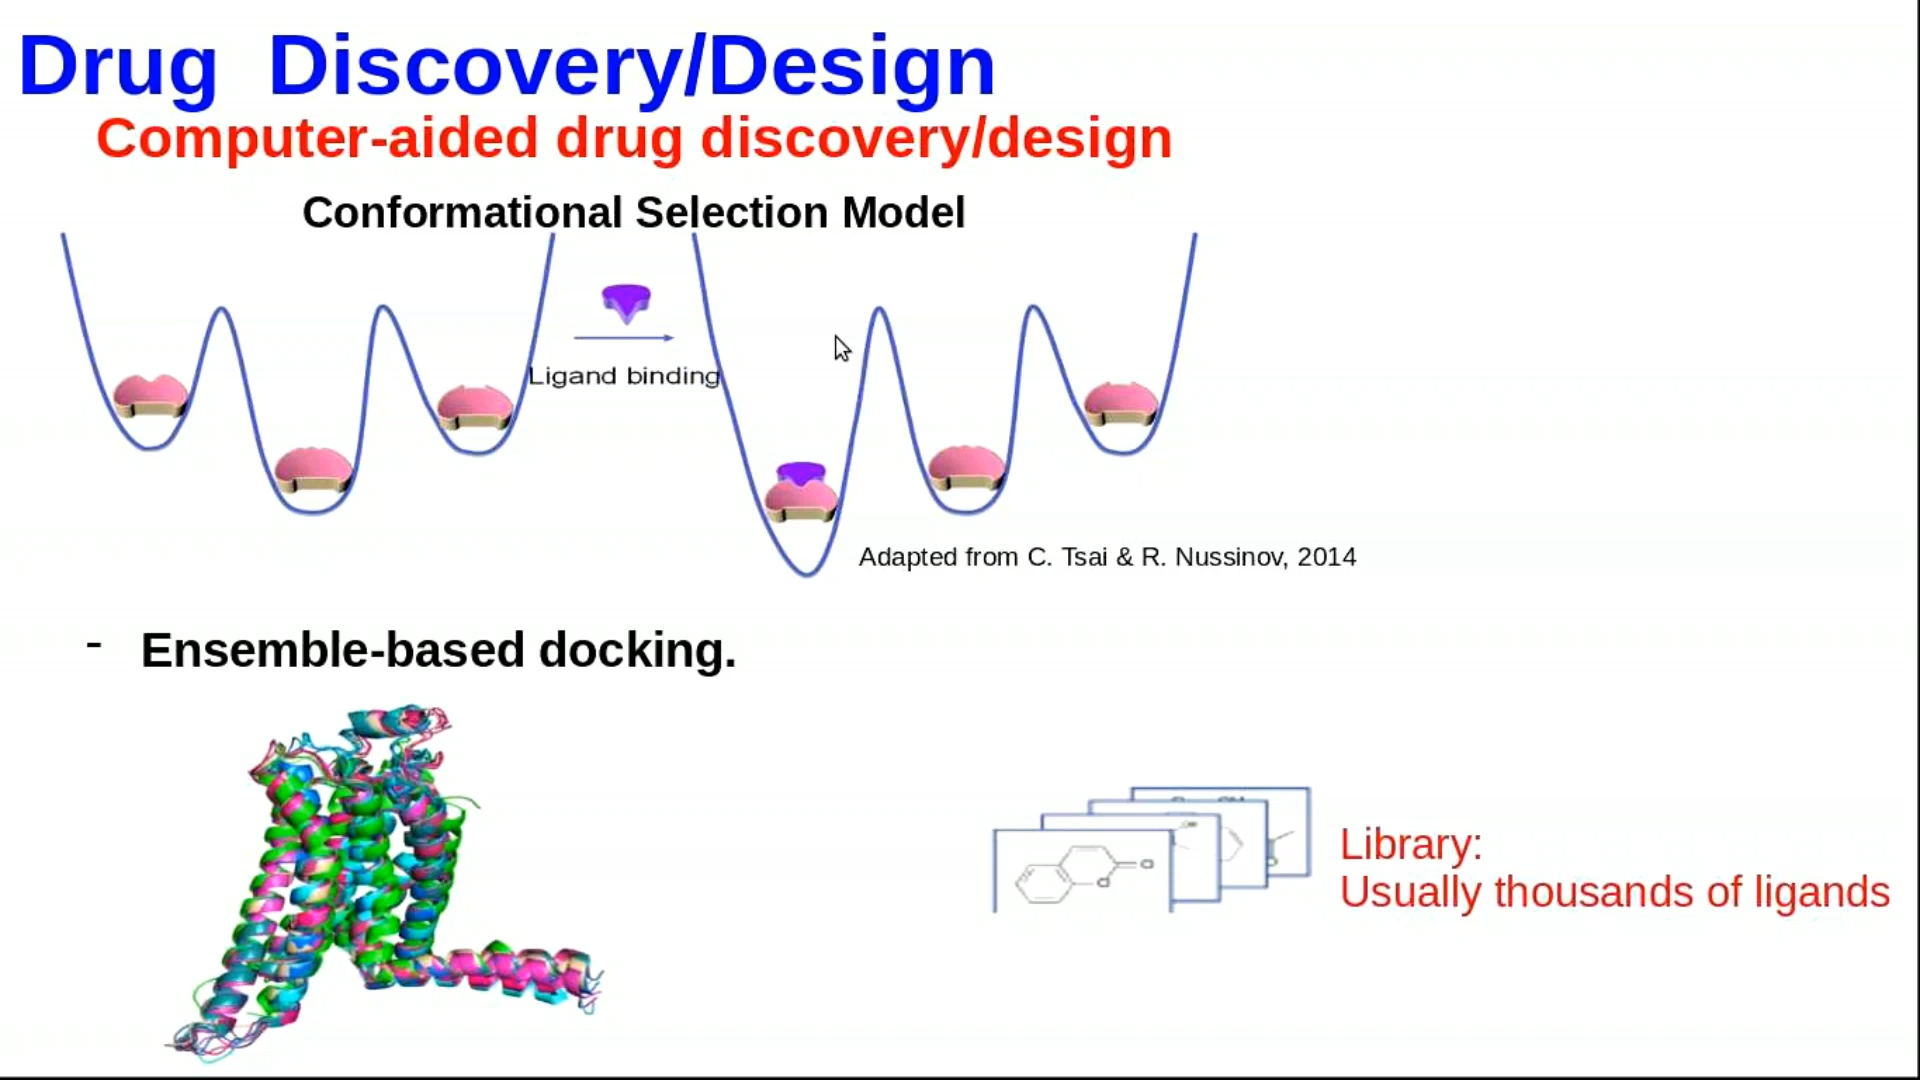 Drug Discovery/Design
Computer-aided drug discovery/design
Conformational Selection Model
Ligand binding
Adapted from C. Tsai & R. Nussinov, 2014
- Ensemble-based docking.
Library:
Usually thousands of ligands